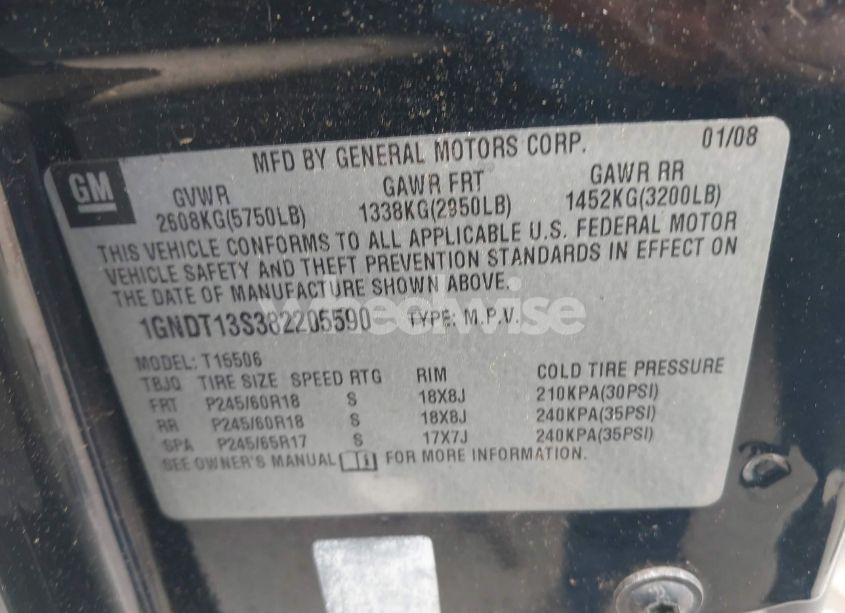 GM
MFD BY GENERAL MOTORS CORP. 01/08
GVWR GAWR FRT GAWR RR
2608KG(5750LB) 1338KG(2950LB) 1452KG(3200LB)
THIS VEHICLE CONFORMS TO ALL APPLICABLE U.S. FEDERAL MOTOR
VEHICLE SAFETY AND THEFT PREVENTION STANDARDS IN EFFECT ON
THE DATE OF MANUFACTURE SHOWN ABOVE.
wheelwise
1GNDT13S382205590 TYPE: M.P.V.
MODEL: T15506
TBJQ TIRE SIZE SPEED RTG RIM COLD TIRE PRESSURE
FRT P245/60R18 S 18X8J 210KPA(30PSI)
RR P245/60R18 S 18X8J 240KPA(35PSI)
SPA P245/65R17 S 17X7J 240KPA(35PSI)
SEE OWNER'S MANUAL FOR MORE INFORMATION.